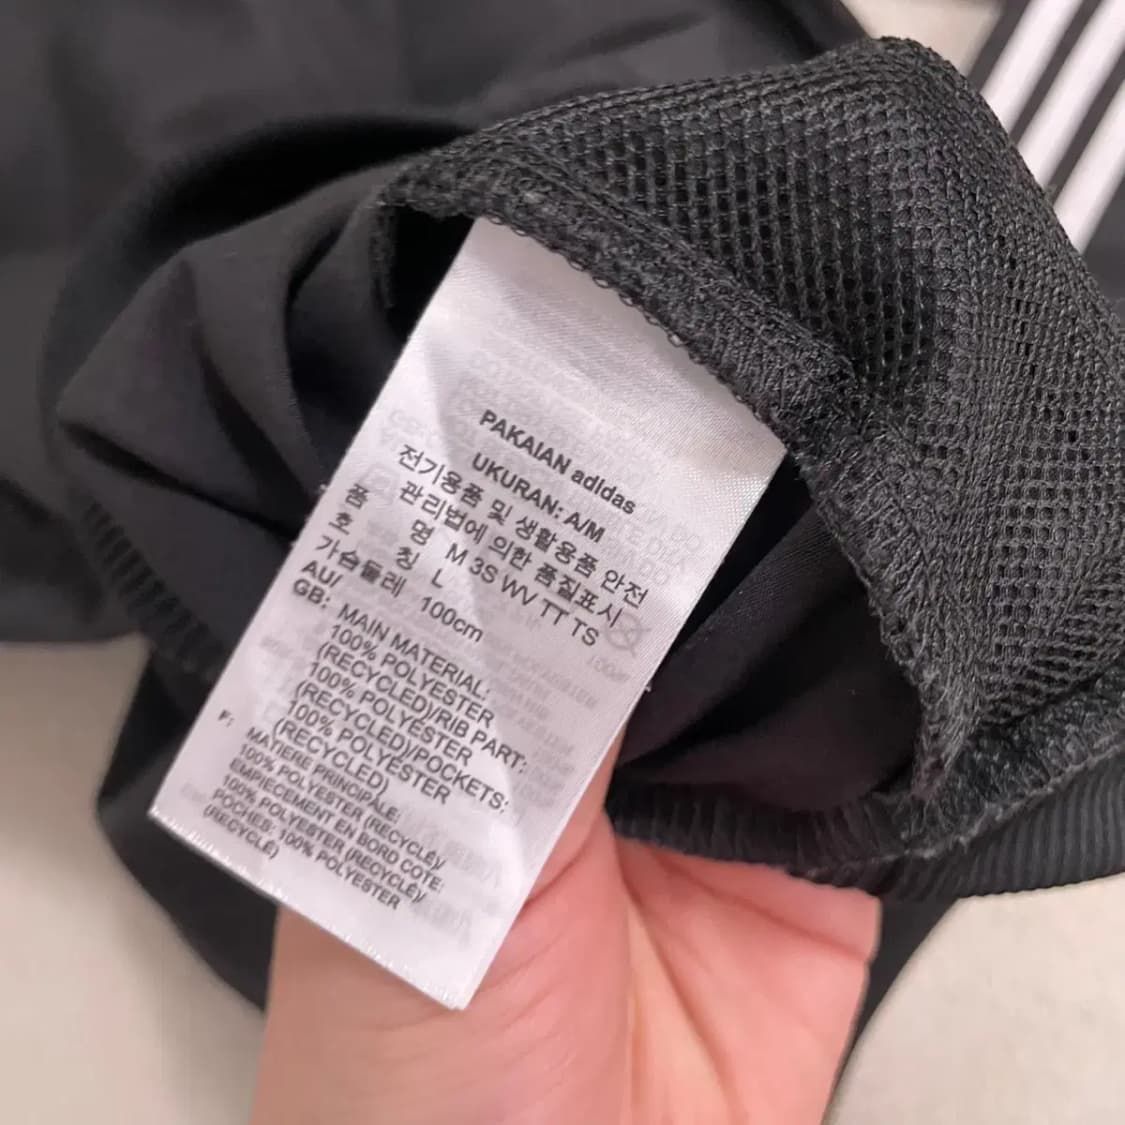 PAKAIAN adidas
UKURAN: A/M
전기용품 및 생활용품 안전
관리법에 의한 품질표시
품 명 M 3S WV TT TS
호 칭 L
가슴둘레 100cm
AU/
GB: MAIN MATERIAL:
100% POLYESTER
(RECYCLED)/RIB PART:
100% POLYESTER
(RECYCLED)/POCKETS:
100% POLYESTER
(RECYCLED)
F: MATIÈRE PRINCIPALE:
100% POLYESTER (RECYCLÉ)/
EMPIÈCEMENT EN BORD CÔTE:
100% POLYESTER (RECYCLÉ)/
POCHES: 100% POLYESTER
(RECYCLÉ)